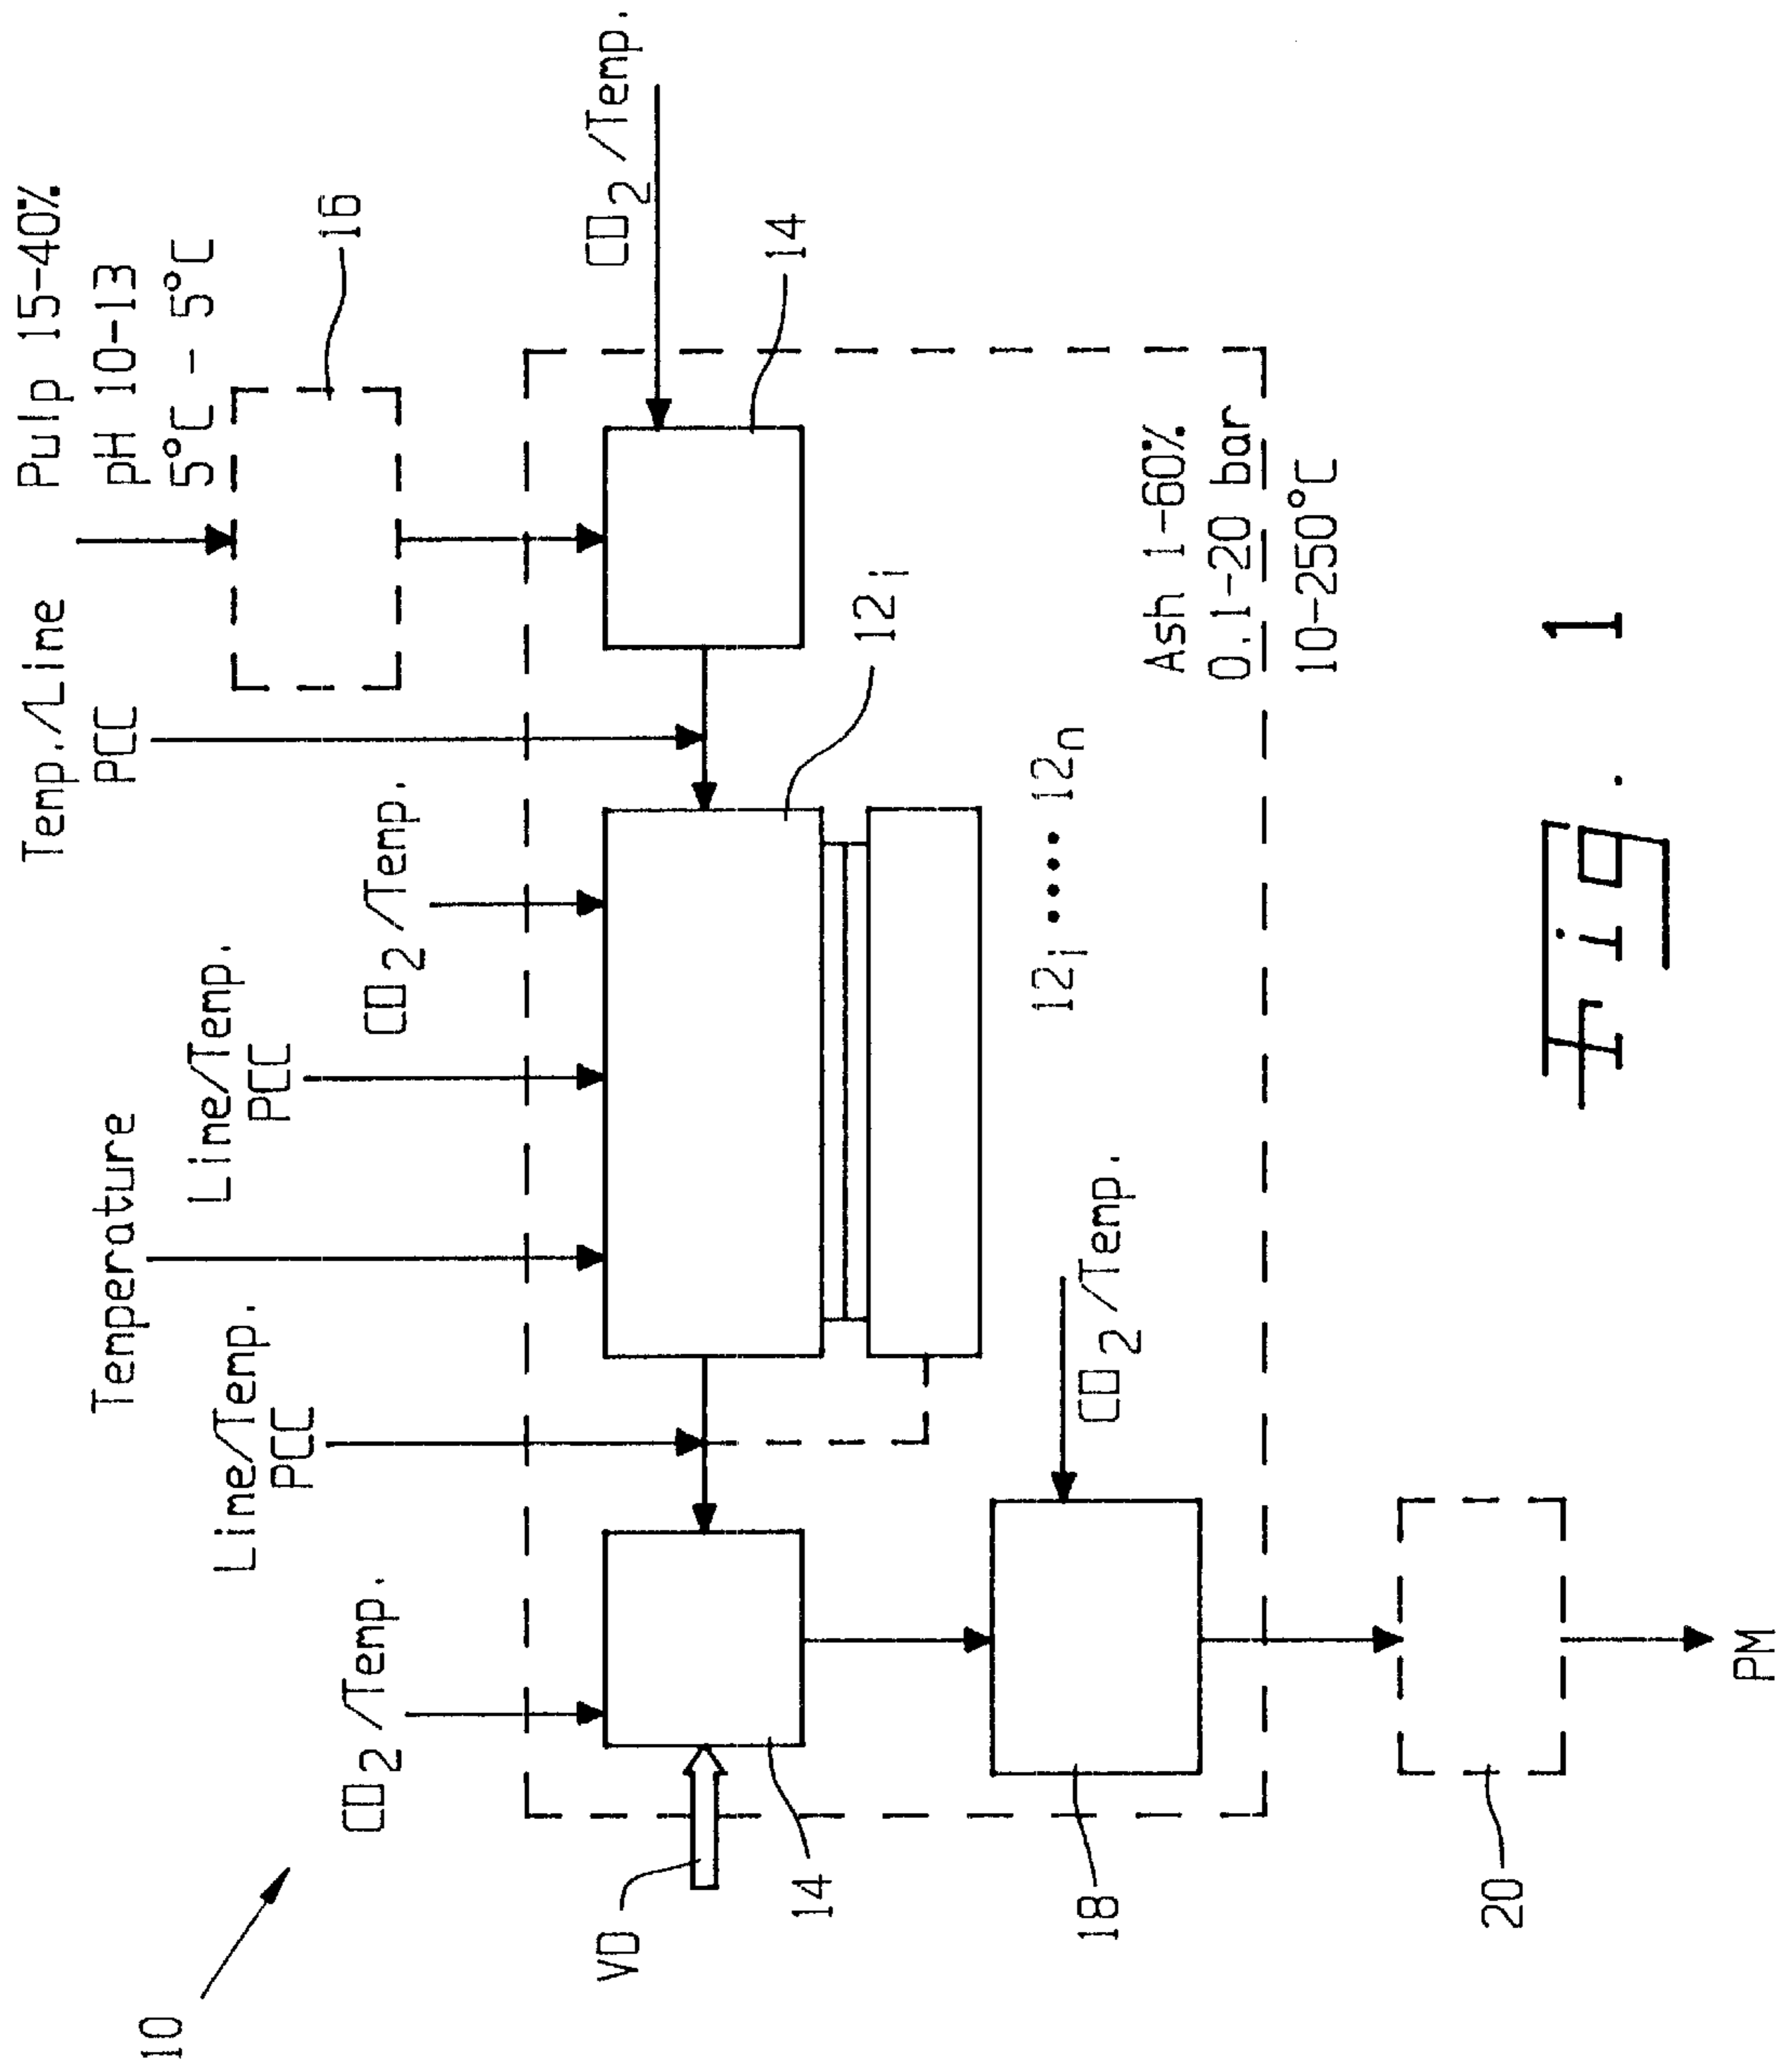 10
Pulp 15-40%
pH 10-13
5°C - 5°C
16
Temp./Lime
PCC
CO2/Temp.
Lime/Temp.
PCC
Temperature
Lime/Temp.
PCC
CO2/Temp.
CO2/Temp.
14
12i
VD
14
12i •••• 12n
CO2/Temp.
18
Ash 1-60%
0.1-20 bar
10-250°C
20
PM
Fig. 1